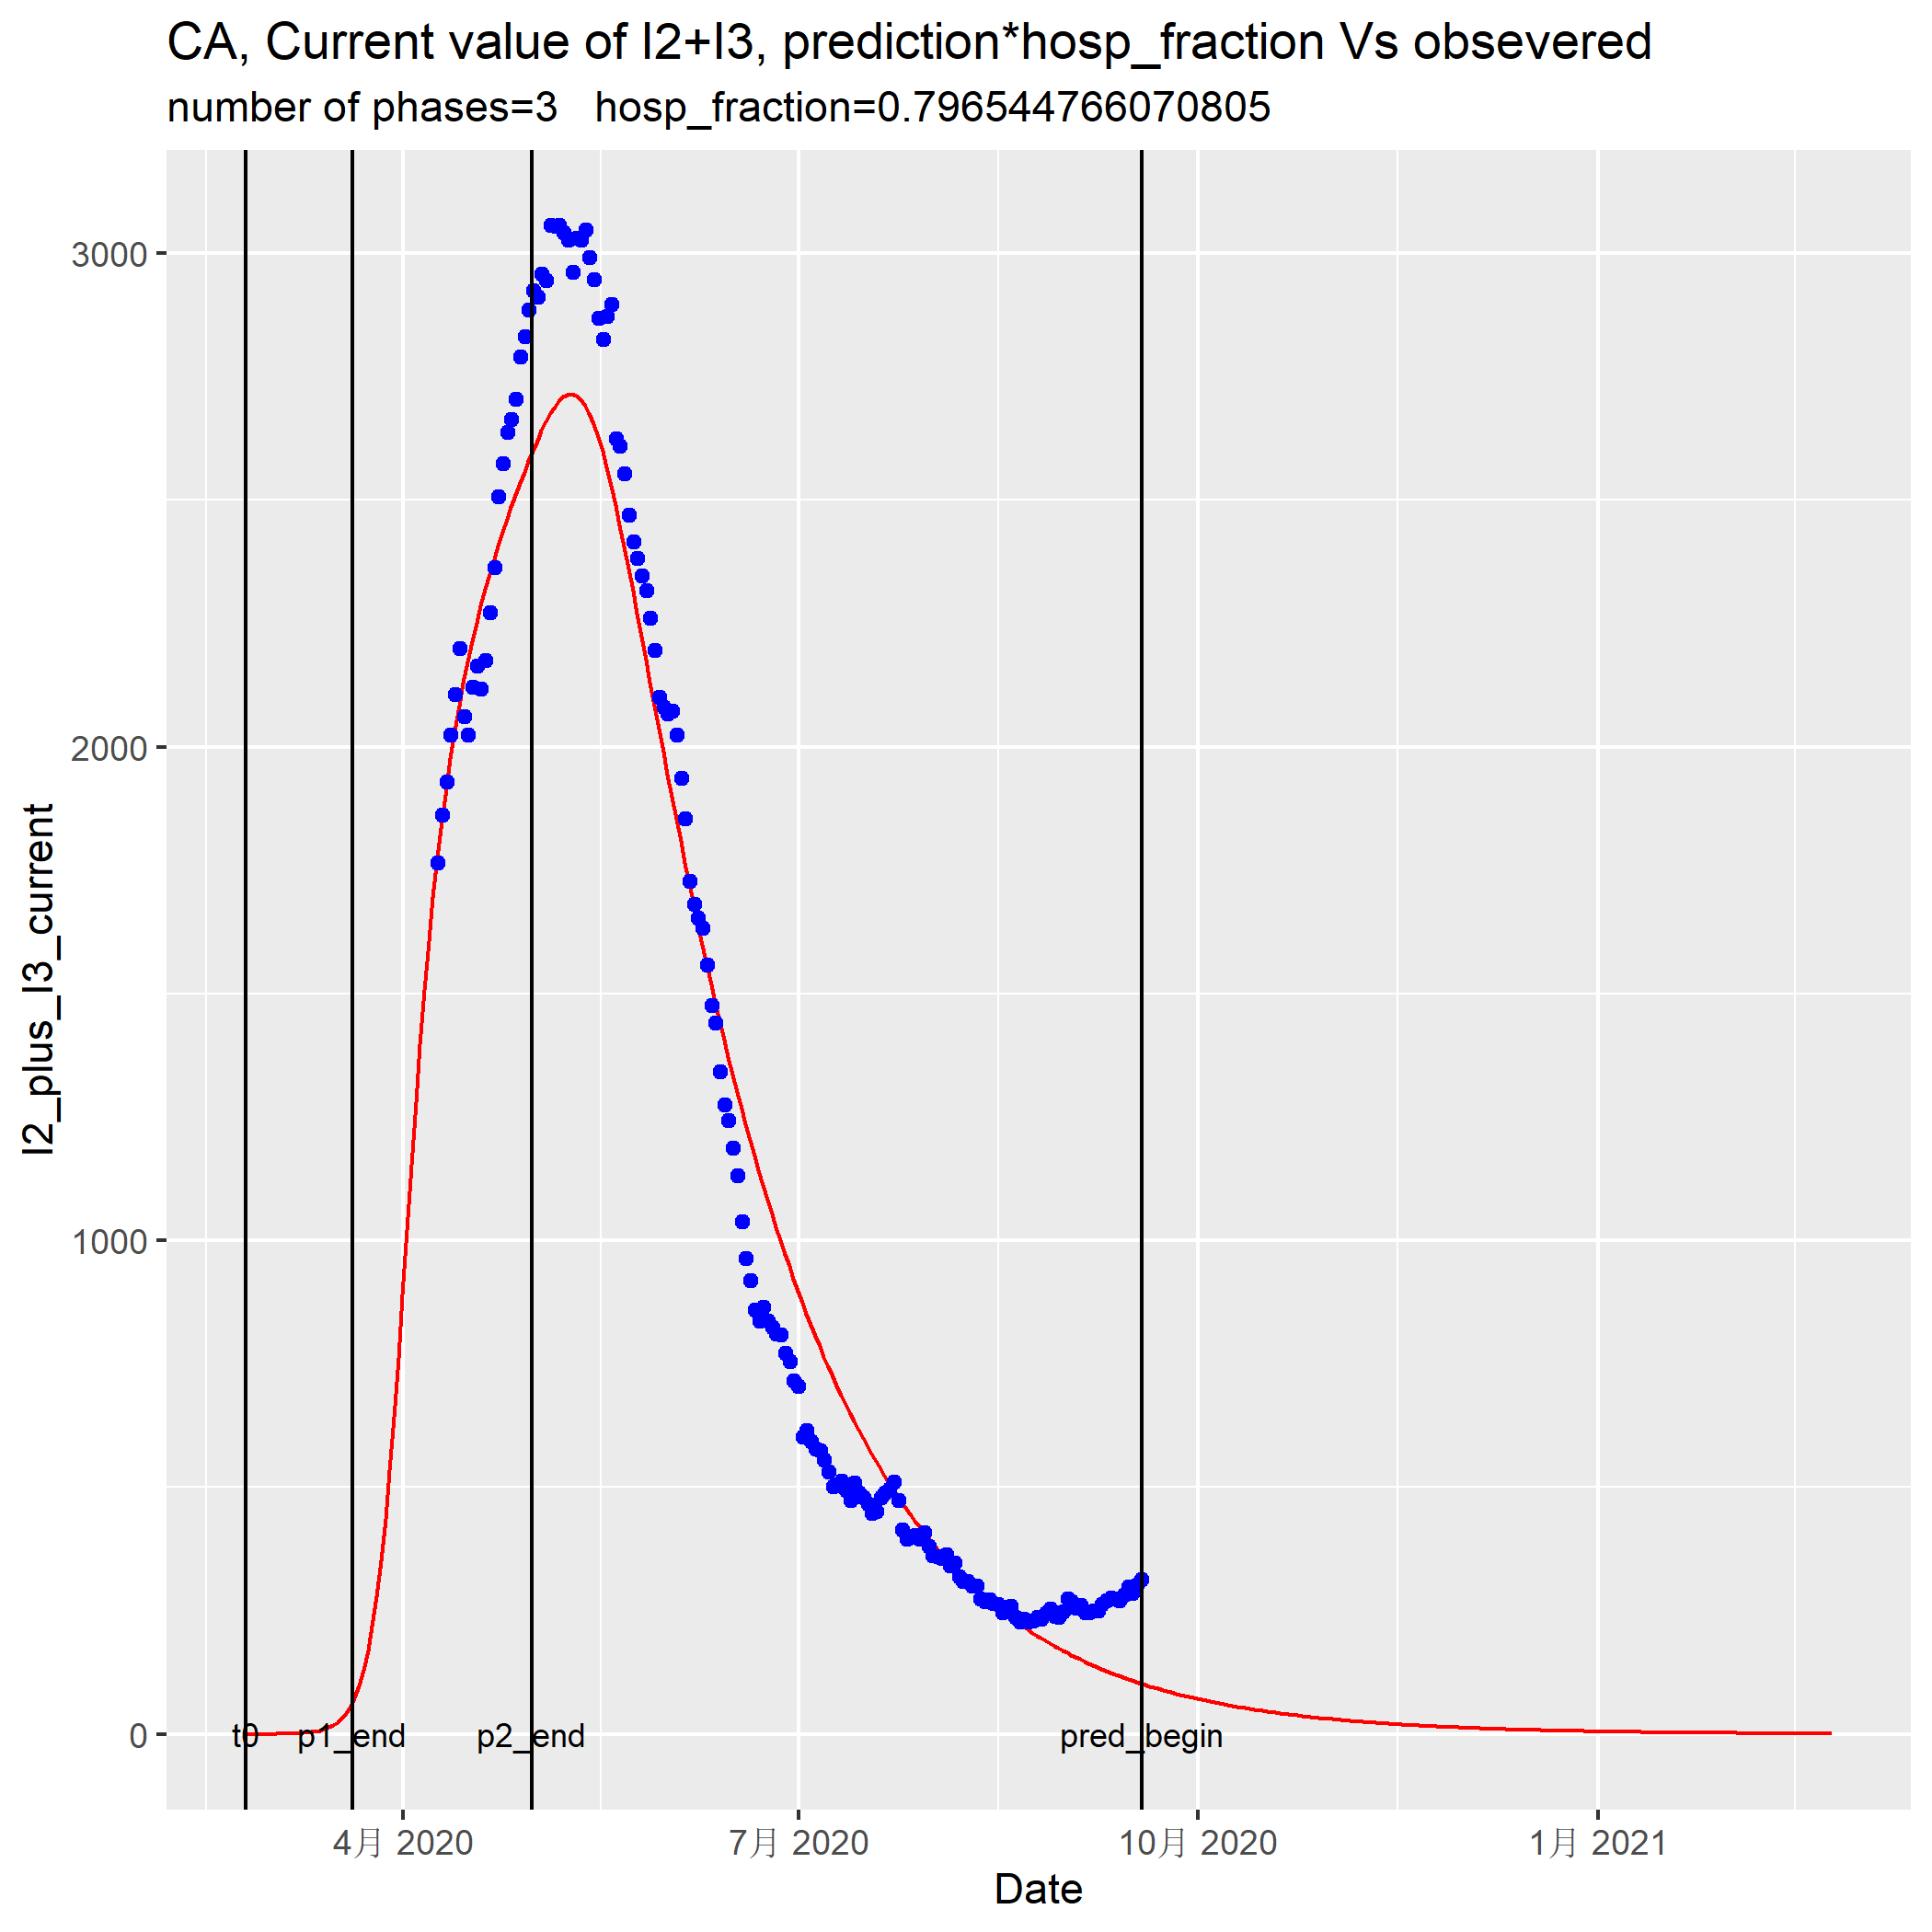 CA, Current value of I2+I3, prediction*hosp_fraction Vs obsevered
number of phases=3   hosp_fraction=0.796544766070805
I2_plus_I3_current
3000
2000
1000
0
t0
p1_end
p2_end
pred_begin
4月 2020
7月 2020
10月 2020
1月 2021
Date